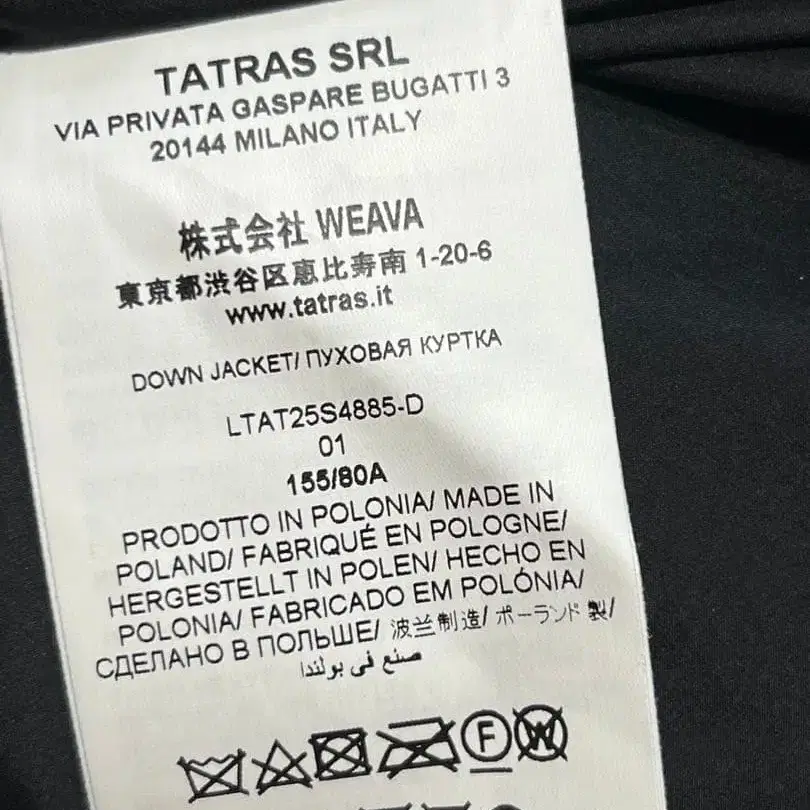 TATRAS SRL
VIA PRIVATA GASPARE BUGATTI 3
20144 MILANO ITALY
株式会社 WEAVA
東京都渋谷区恵比寿南 1-20-6
www.tatras.it
DOWN JACKET/ ПУХОВАЯ КУРТКА
LTAT25S4885-D
01
155/80A
PRODOTTO IN POLONIA/ MADE IN
POLAND/ FABRIQUÉ EN POLOGNE/
HERGESTELLT IN POLEN/ HECHO EN
POLONIA/ FABRICADO EM POLÓNIA/
СДЕЛАНО В ПОЛЬШЕ/ 波兰制造/ ポーランド 製/
صنع في بولندا
F W